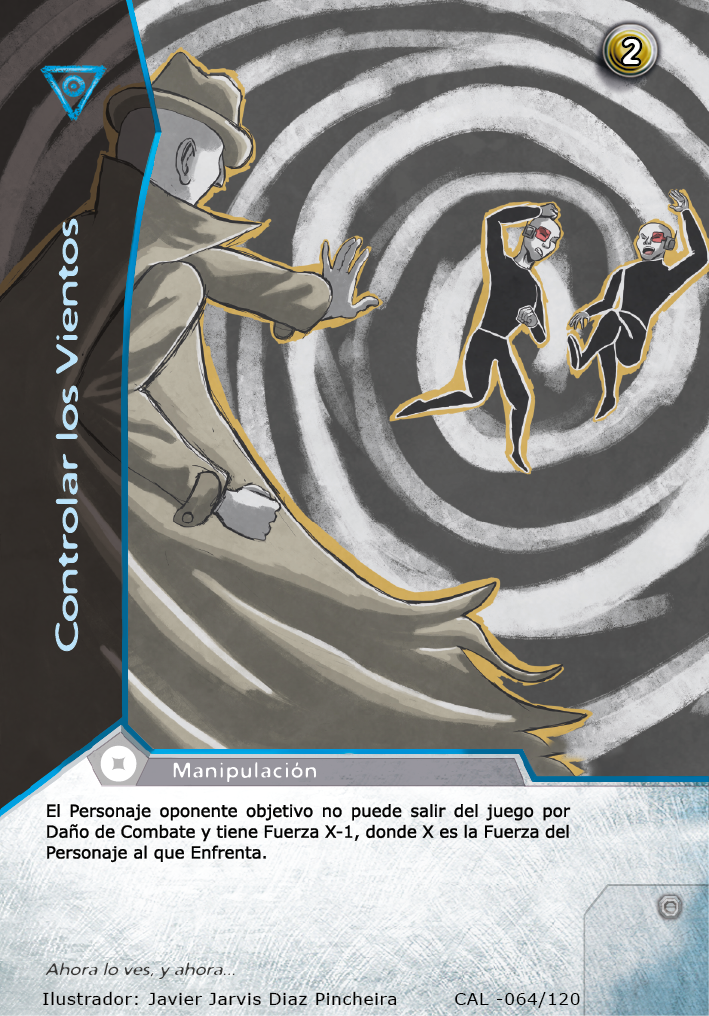 2
Controlar los Vientos
Manipulación
El Personaje oponente objetivo no puede salir del juego por
Daño de Combate y tiene Fuerza X-1, donde X es la Fuerza del
Personaje al que Enfrenta.
Ahora lo ves, y ahora...
Ilustrador: Javier Jarvis Diaz Pincheira CAL -064/120